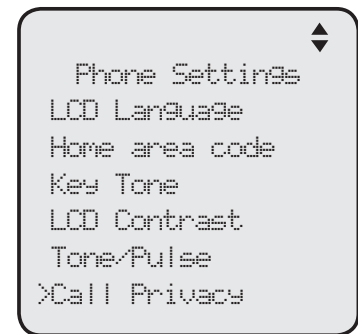 Phone Settings
LCD Language
Home area code
Key Tone
LCD Contrast
Tone/Pulse
>Call Privacy